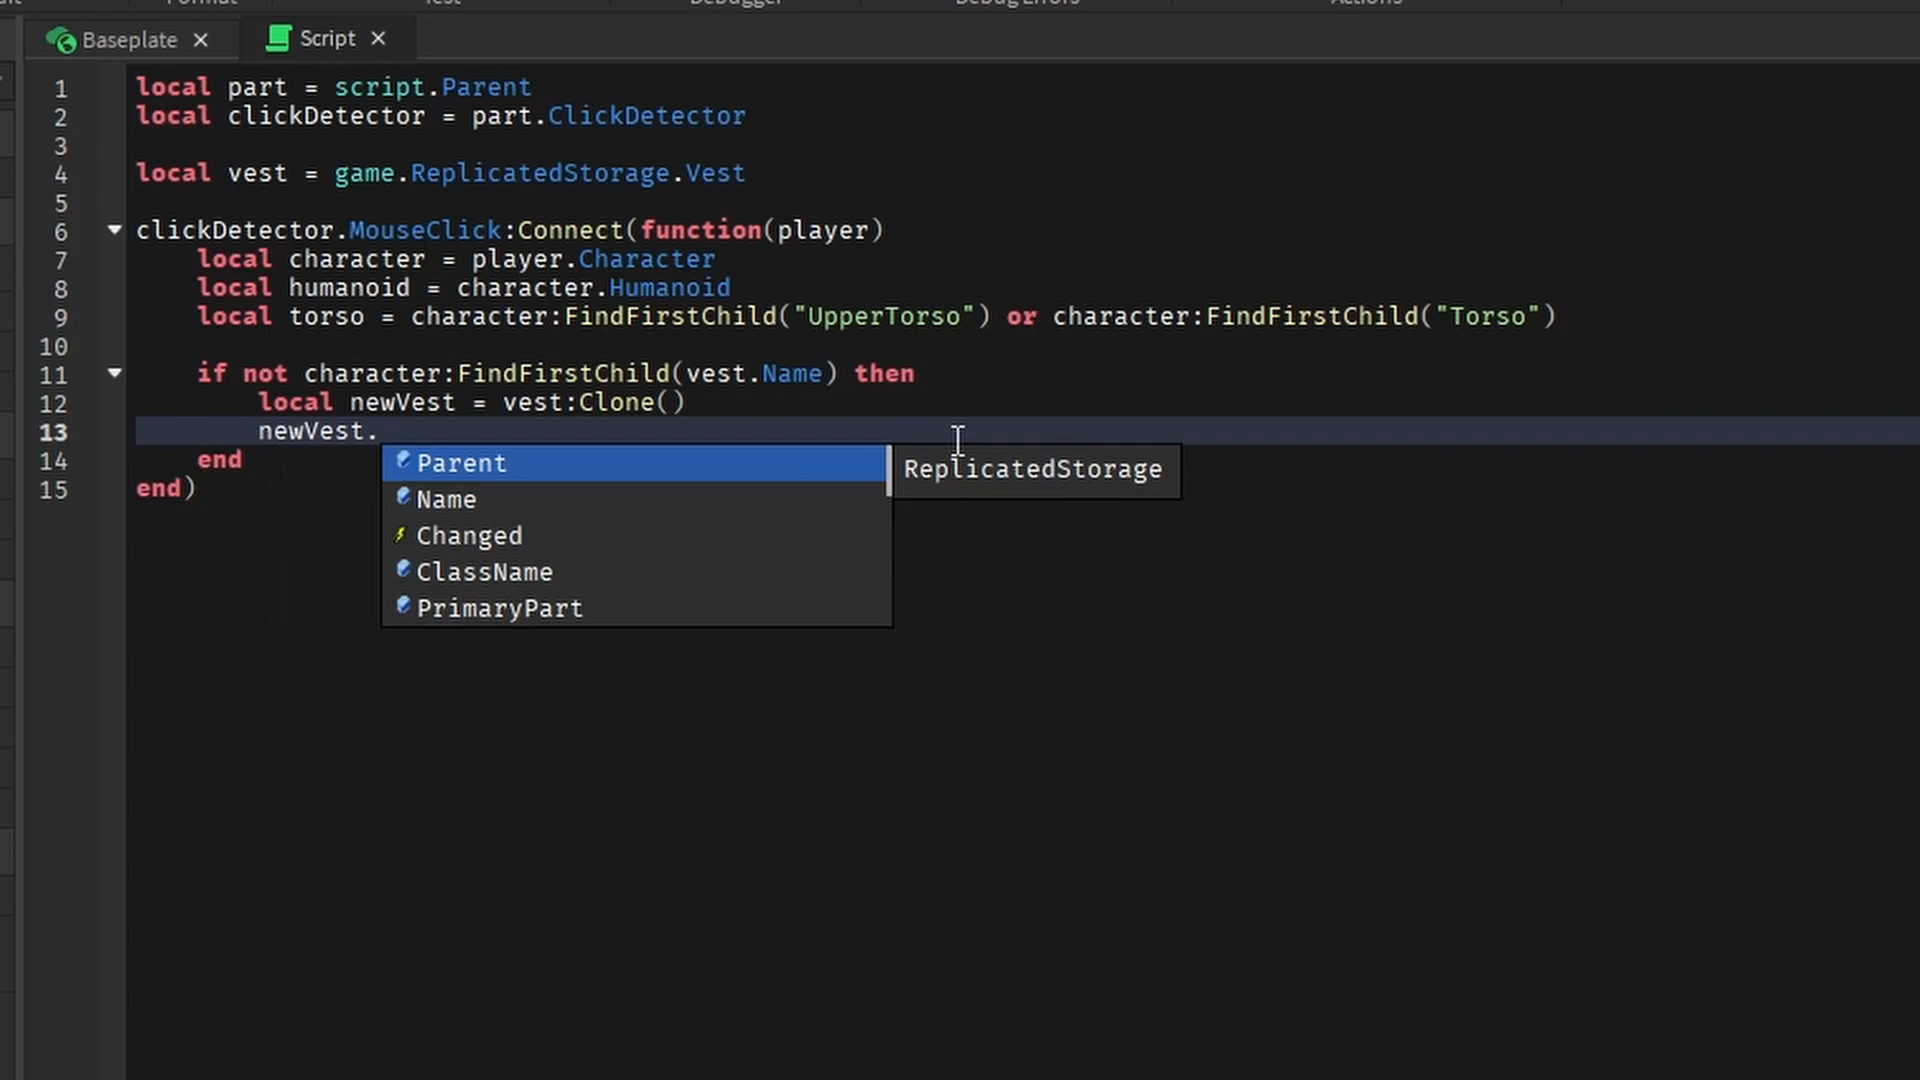 Baseplate
Script
1 local part = script.Parent
2 local clickDetector = part.ClickDetector
3
4 local vest = game.ReplicatedStorage.Vest
5
6 clickDetector.MouseClick:Connect(function(player)
7 local character = player.Character
8 local humanoid = character.Humanoid
9 local torso = character:FindFirstChild("UpperTorso") or character:FindFirstChild("Torso")
10
11 if not character:FindFirstChild(vest.Name) then
12 local newVest = vest:Clone()
13 newVest.
14 end
15 end)
Parent
Name
Changed
ClassName
PrimaryPart
ReplicatedStorage